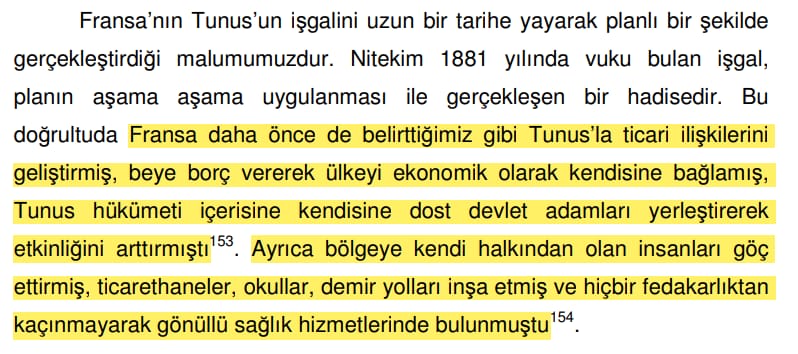 Fransa’nın Tunus’un işgalini uzun bir tarihe yayarak planlı bir şekilde
gerçekleştirdiği malumumuzdur. Nitekim 1881 yılında vuku bulan işgal,
planın aşama aşama uygulanması ile gerçekleşen bir hadisedir. Bu
doğrultuda Fransa daha önce de belirttiğimiz gibi Tunus’la ticari ilişkilerini
geliştirmiş, beye borç vererek ülkeyi ekonomik olarak kendisine bağlamış,
Tunus hükümeti içerisine kendisine dost devlet adamları yerleştirerek
etkinliğini arttırmıştı153. Ayrıca bölgeye kendi halkından olan insanları göç
ettirmiş, ticarethaneler, okullar, demir yolları inşa etmiş ve hiçbir fedakarlıktan
kaçınmayarak gönüllü sağlık hizmetlerinde bulunmuştu154.